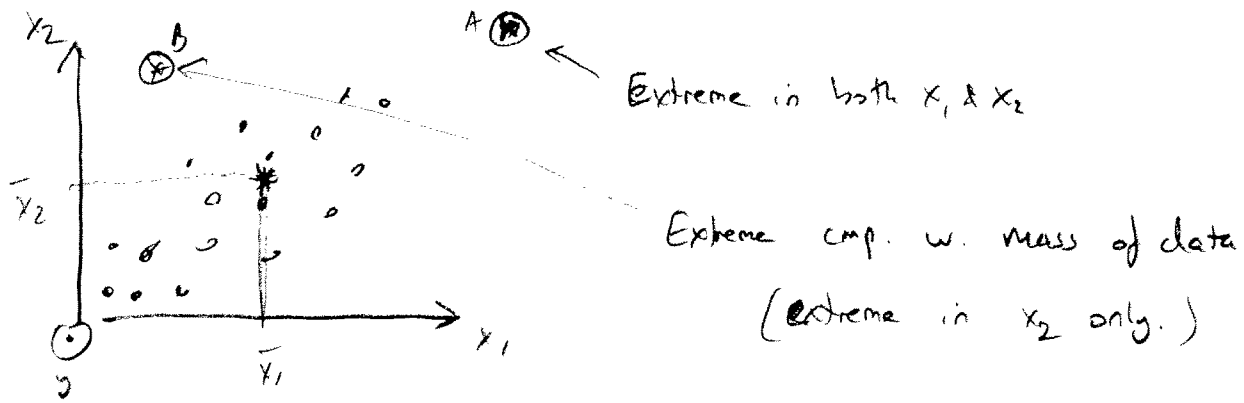 x₂
B
A
Extreme in both x₁ & x₂
x̄₂
Extreme cmp. w. mass of data
(extreme in x₂ only.)
x₁
x̄₁
y